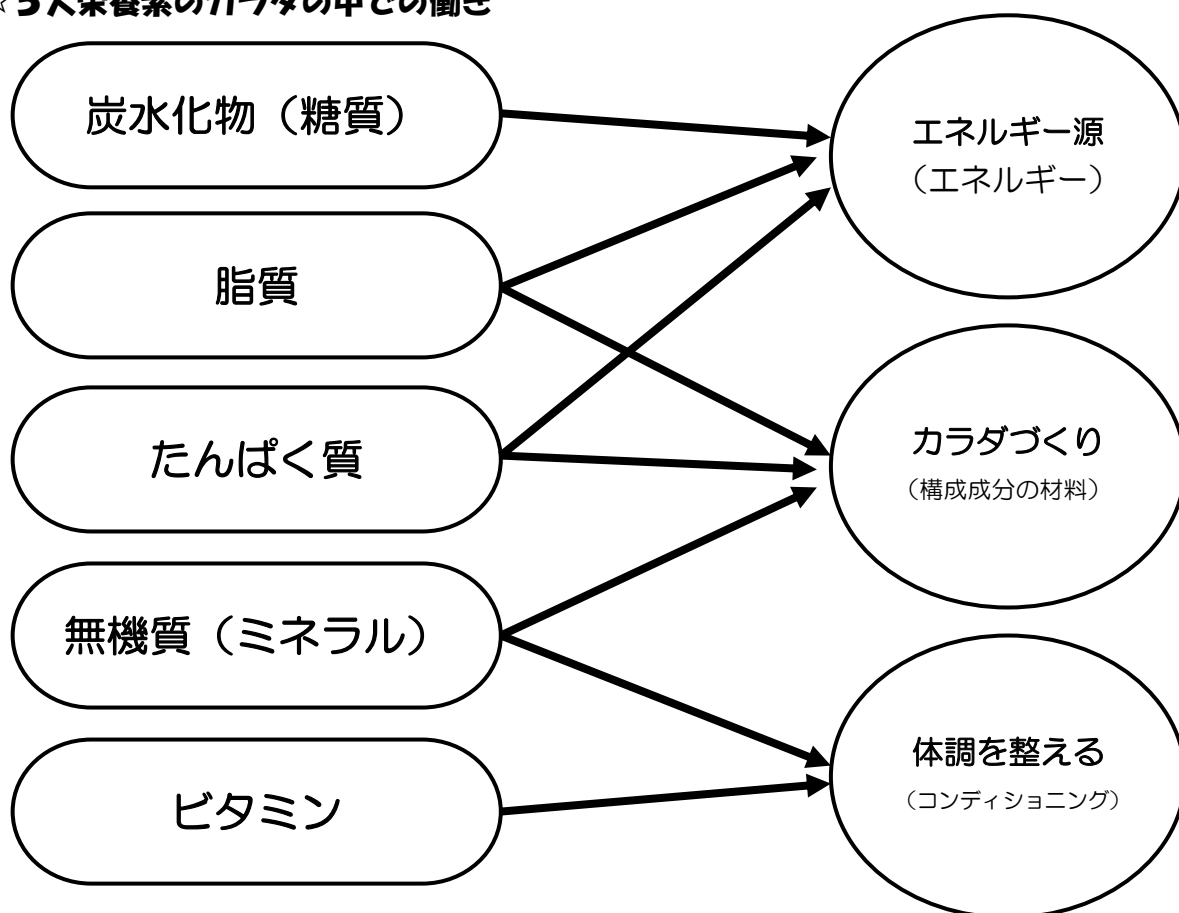 ☆5大栄養素のカラダの中での働き
炭水化物（糖質）
エネルギー源
（エネルギー）
脂質
たんぱく質
カラダづくり
（構成成分の材料）
無機質（ミネラル）
体調を整える
（コンディショニング）
ビタミン